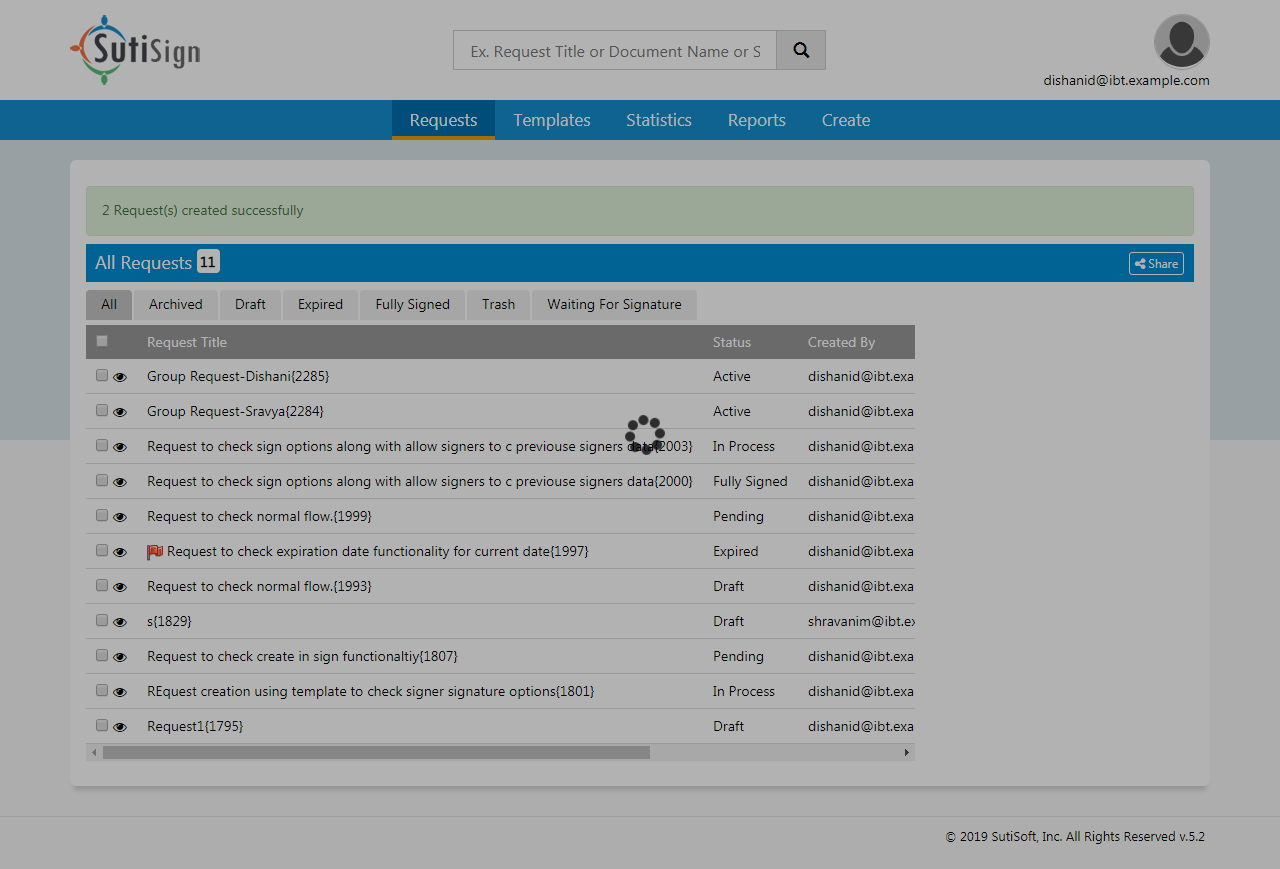 SutiSign
Ex. Request Title or Document Name or S
dishanid@ibt.example.com
Requests Templates Statistics Reports Create
2 Request(s) created successfully
All Requests 11 Share
All Archived Draft Expired Fully Signed Trash Waiting For Signature
Request Title Status Created By
Group Request-Dishani{2285} Active dishanid@ibt.exa
Group Request-Sravya{2284} Active dishanid@ibt.exa
Request to check sign options along with allow signers to c previouse signers data{2003} In Process dishanid@ibt.exa
Request to check sign options along with allow signers to c previouse signers data{2000} Fully Signed dishanid@ibt.exa
Request to check normal flow.{1999} Pending dishanid@ibt.exa
Request to check expiration date functionality for current date{1997} Expired dishanid@ibt.exa
Request to check normal flow.{1993} Draft dishanid@ibt.exa
s{1829} Draft shravanim@ibt.ex
Request to check create in sign functionaltiy{1807} Pending dishanid@ibt.exa
REquest creation using template to check signer signature options{1801} In Process dishanid@ibt.exa
Request1{1795} Draft dishanid@ibt.exa
© 2019 SutiSoft, Inc. All Rights Reserved v.5.2